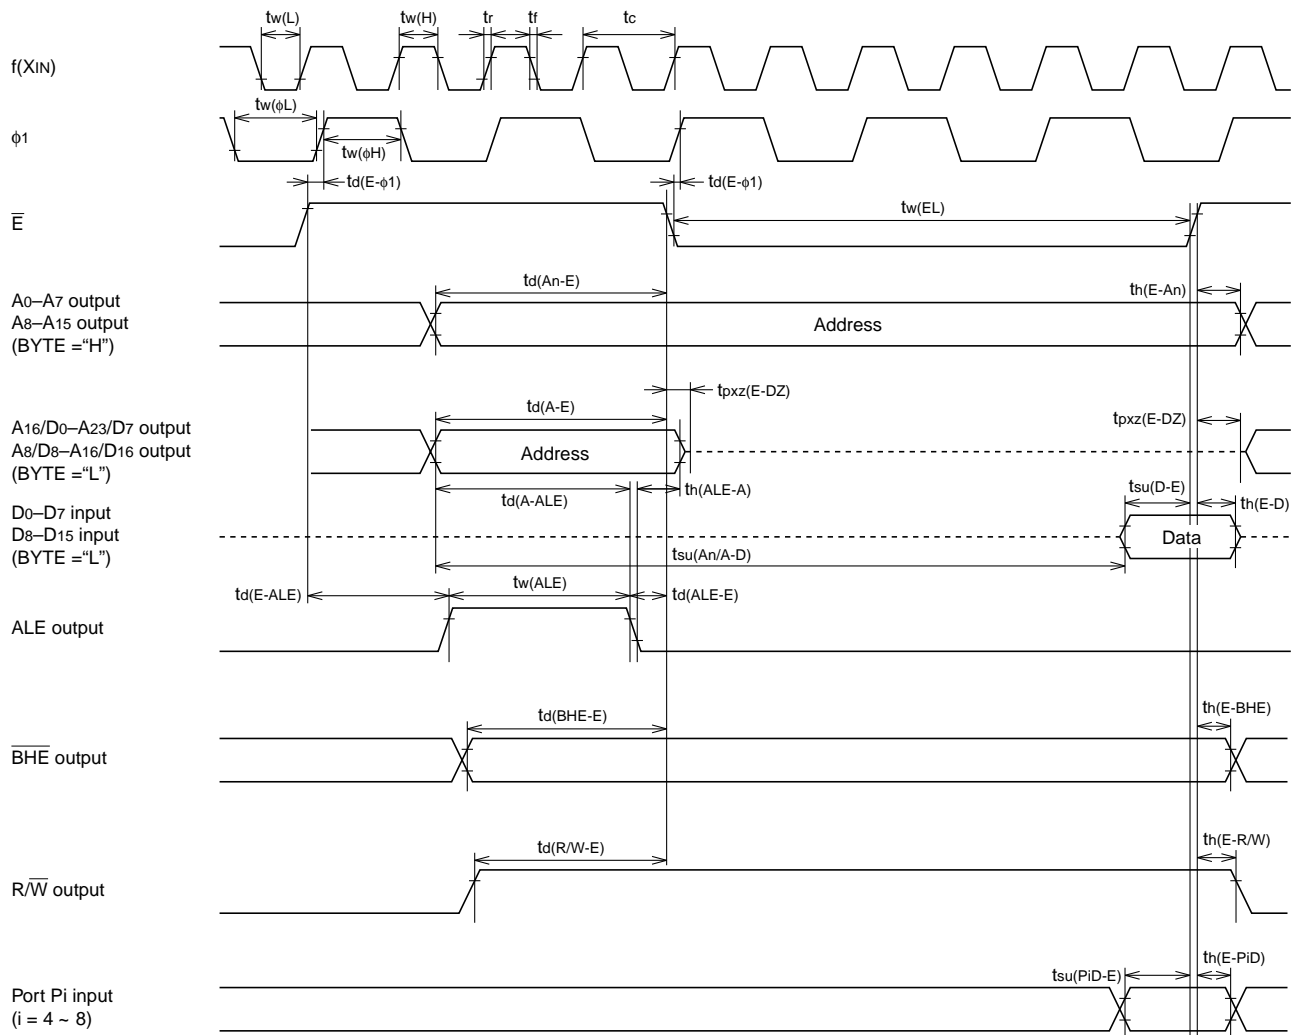 tw(L) tw(H) tr tf tc
f(XIN)
tw(ϕL)
ϕ1
tw(ϕH)
td(E-ϕ1) td(E-ϕ1)
E̅
tw(EL)
td(An-E) th(E-An)
A0–A7 output
A8–A15 output
(BYTE =“H”)
Address
tpxz(E-DZ)
td(A-E) tpxz(E-DZ)
A16/D0–A23/D7 output
A8/D8–A16/D16 output
(BYTE =“L”)
Address
td(A-ALE) th(ALE-A) tsu(D-E) th(E-D)
D0–D7 input
D8–D15 input
(BYTE =“L”)
Data
tsu(An/A-D)
td(E-ALE) tw(ALE) td(ALE-E)
ALE output
td(BHE-E) th(E-BHE)
B̅H̅E̅ output
td(R/W-E) th(E-R/W)
R/W̅ output
tsu(PiD-E) th(E-PiD)
Port Pi input
(i = 4 ~ 8)